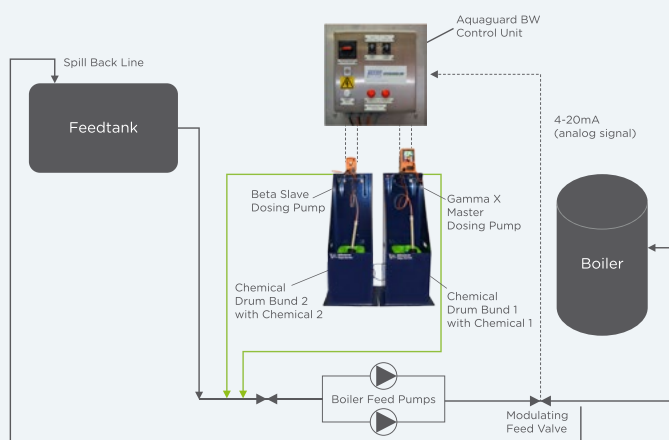 Aquaguard BW
Control Unit
Spill Back Line
Feedtank
4-20mA
(analog signal)
Beta Slave
Dosing Pump
Gamma X
Master
Dosing Pump
Boiler
Chemical
Drum Bund 2
with Chemical 2
Chemical
Drum Bund 1
with Chemical 1
Boiler Feed Pumps
Modulating
Feed Valve